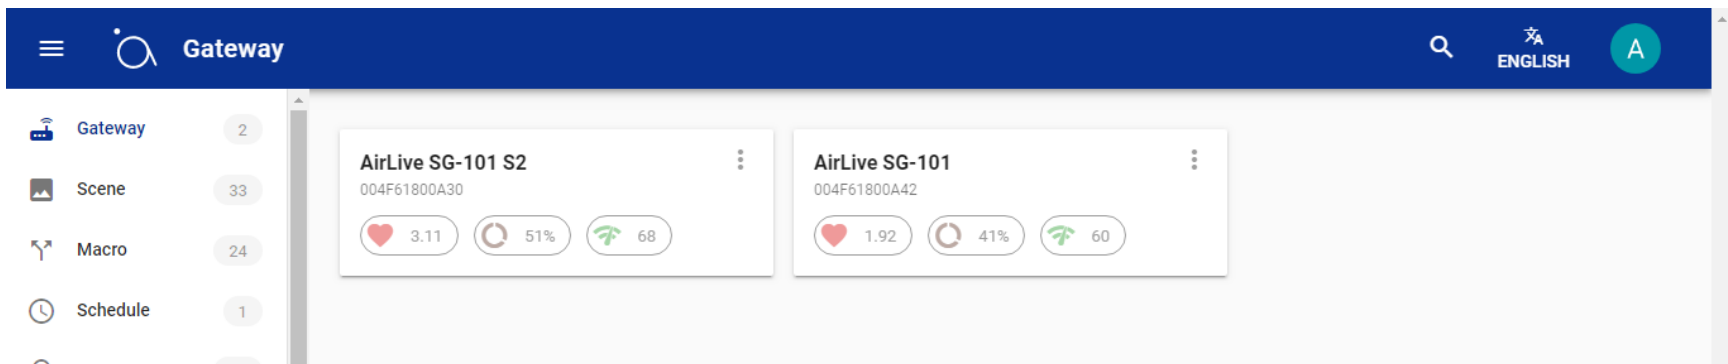 Gateway
ENGLISH
A
Gateway 2
Scene 33
Macro 24
Schedule 1
AirLive SG-101 S2
004F61800A30
3.11 51% 68
AirLive SG-101
004F61800A42
1.92 41% 60